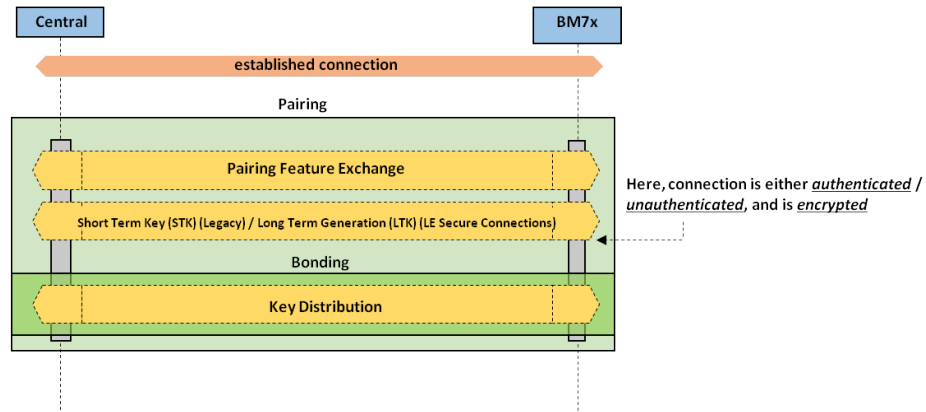 Central
BM7x
established connection
Pairing
Pairing Feature Exchange
Here, connection is either authenticated /
unauthenticated, and is encrypted
Short Term Key (STK) (Legacy) / Long Term Generation (LTK) (LE Secure Connections)
Bonding
Key Distribution